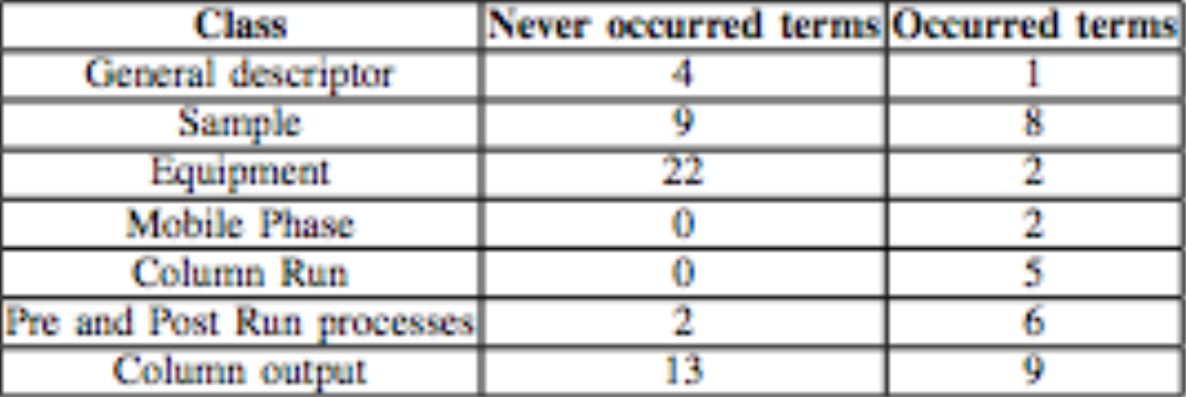 Class Never occurred terms Occurred terms
General descriptor 4 1
Sample 9 8
Equipment 22 2
Mobile Phase 0 2
Column Run 0 5
Pre and Post Run processes 2 6
Column output 13 9